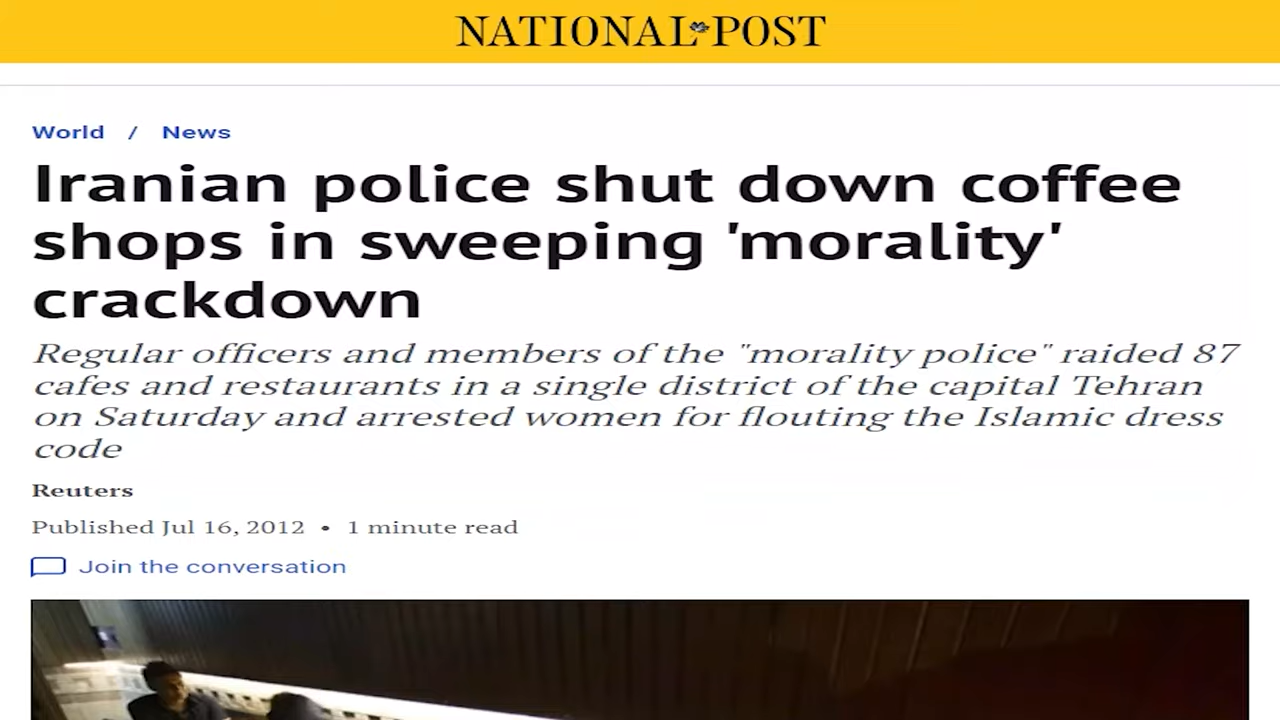 NATIONAL POST
World / News
Iranian police shut down coffee
shops in sweeping 'morality'
crackdown
Regular officers and members of the "morality police" raided 87
cafes and restaurants in a single district of the capital Tehran
on Saturday and arrested women for flouting the Islamic dress
code
Reuters
Published Jul 16, 2012 • 1 minute read
Join the conversation